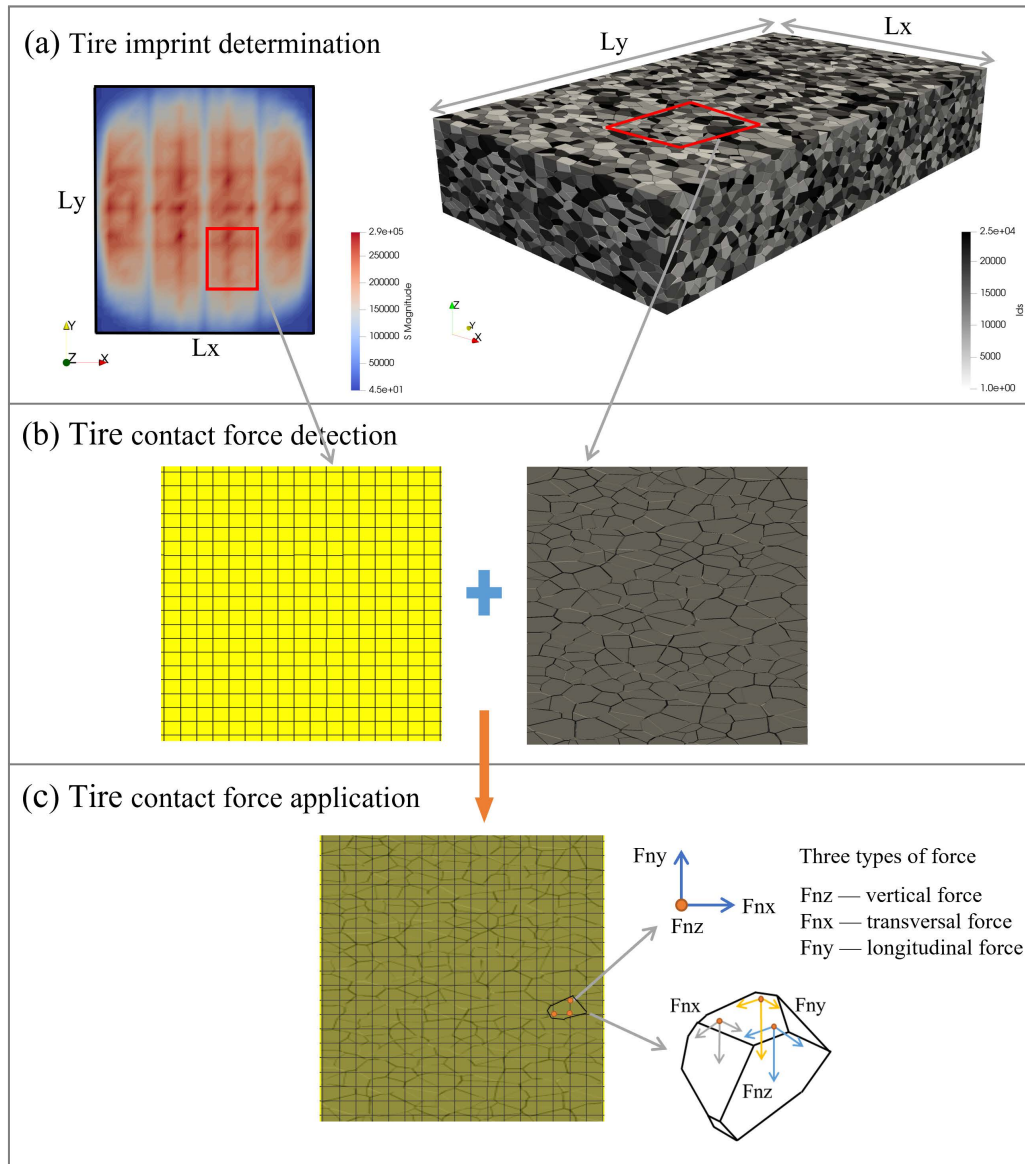 (a) Tire imprint determination
Ly
Lx
Ly
Lx
2.9e+05
250000
200000
150000
100000
50000
4.5e+01
S Magnitude
Y
Z
X
Z
Y
X
2.5e+04
20000
15000
10000
5000
1.0e+00
Ids
(b) Tire contact force detection
(c) Tire contact force application
Fny
Fnx
Fnz
Three types of force
Fnz — vertical force
Fnx — transversal force
Fny — longitudinal force
Fnx
Fny
Fnz